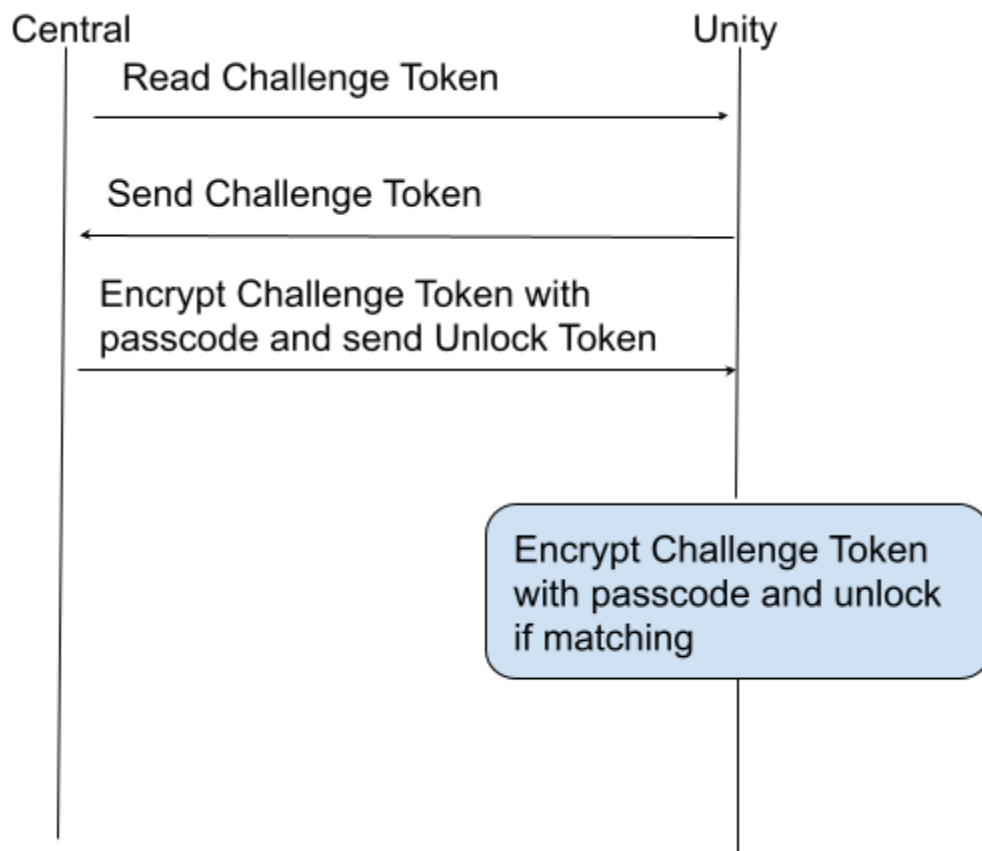 Central
Unity
Read Challenge Token
Send Challenge Token
Encrypt Challenge Token with
passcode and send Unlock Token
Encrypt Challenge Token
with passcode and unlock
if matching